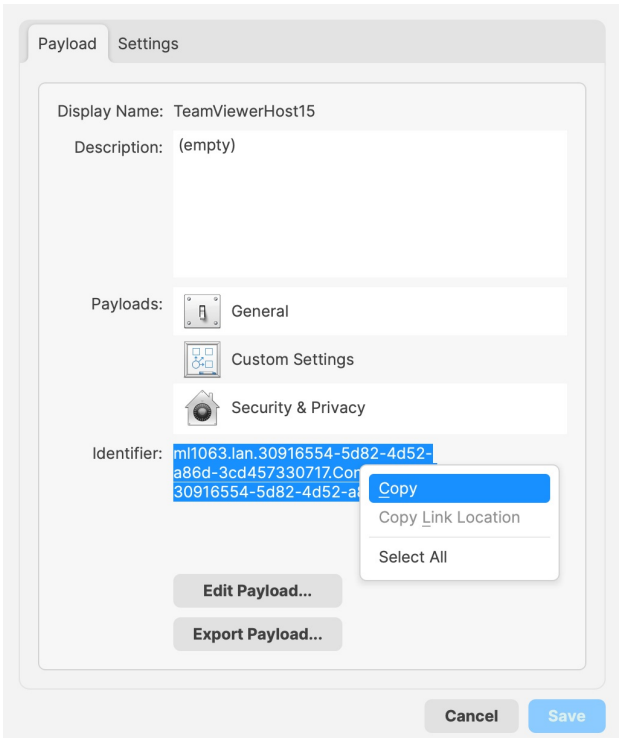 Payload Settings
Display Name: TeamViewerHost15
Description: (empty)
Payloads: General
Custom Settings
Security & Privacy
Identifier: ml1063.lan.30916554-5d82-4d52-
a86d-3cd457330717.Con
30916554-5d82-4d52-a8
Copy
Copy Link Location
Select All
Edit Payload...
Export Payload...
Cancel Save